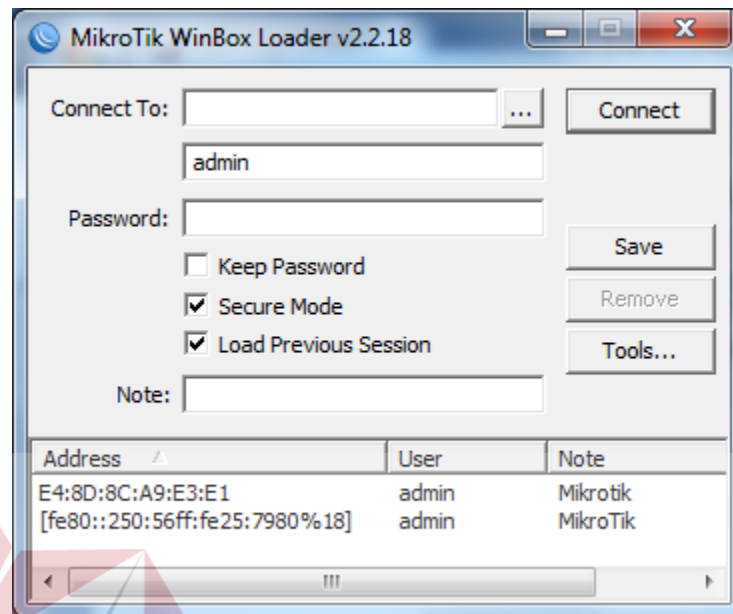 MikroTik WinBox Loader v2.2.18
Connect To: ... Connect
admin
Password:
Keep Password Save
Secure Mode Remove
Load Previous Session Tools...
Note:
Address User Note
E4:8D:8C:A9:E3:E1 admin Mikrotik
[fe80::250:56ff:fe25:7980%18] admin MikroTik